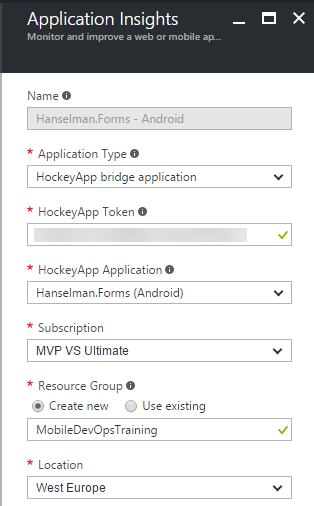 Application Insights
Monitor and improve a web or mobile ap...
Name
Hanselman.Forms - Android
* Application Type
HockeyApp bridge application
* HockeyApp Token
* HockeyApp Application
Hanselman.Forms (Android)
* Subscription
MVP VS Ultimate
* Resource Group
Create new Use existing
MobileDevOpsTraining
* Location
West Europe